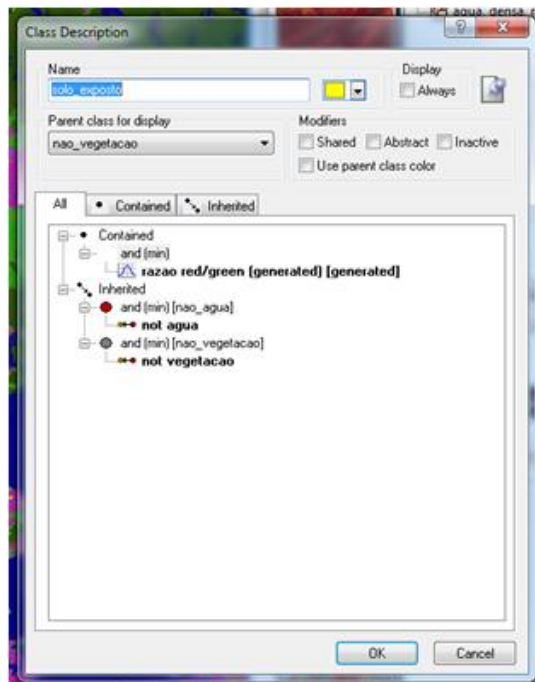 agua_densa
Class Description
Name
Display
solo_exposto
Always
Parent class for display
Modifiers
nao_vegetacao
Shared Abstract Inactive
Use parent class color
All Contained Inherited
Contained
and (min)
razao red/green (generated) [generated]
Inherited
and (min) [nao_agua]
not agua
and (min) [nao_vegetacao]
not vegetacao
OK Cancel